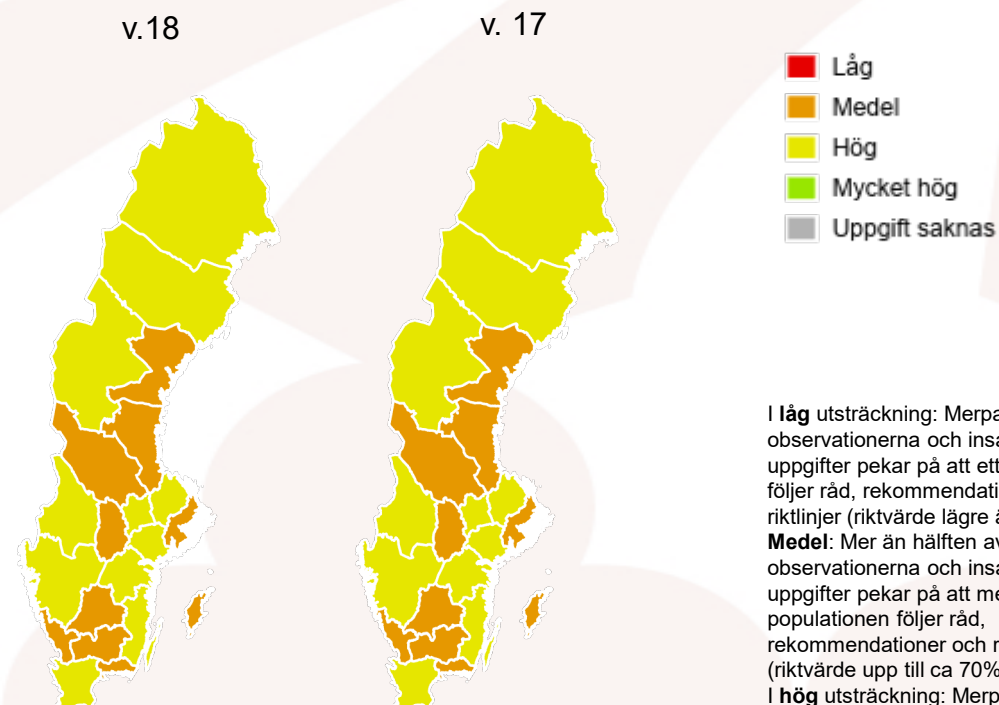 v.18
v. 17
Låg
Medel
Hög
Mycket hög
Uppgift saknas
I låg utsträckning: Merpa
observationerna och insa
uppgifter pekar på att ett
följer råd, rekommendati
riktlinjer (riktvärde lägre ä
Medel: Mer än hälften av
observationerna och insa
uppgifter pekar på att me
populationen följer råd,
rekommendationer och r
(riktvärde upp till ca 70%
I hög utsträckning: Merp